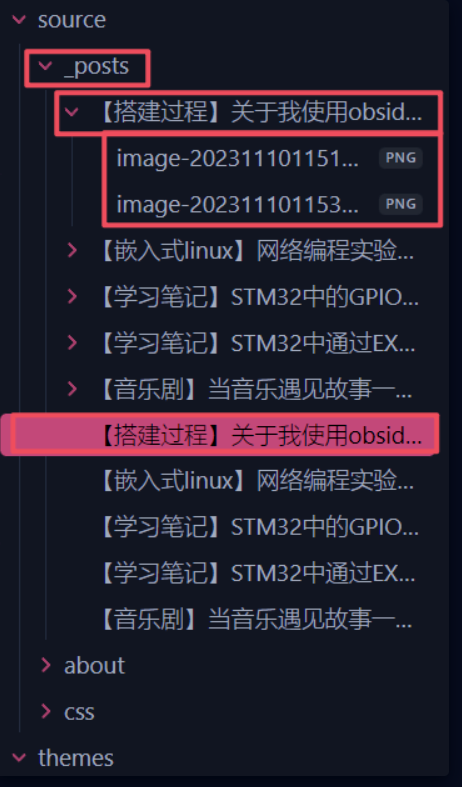 source
_posts
【搭建过程】关于我使用obsid...
image-202311101151... PNG
image-202311101153... PNG
【嵌入式linux】网络编程实验...
【学习笔记】STM32中的GPIO...
【学习笔记】STM32中通过EX...
【音乐剧】当音乐遇见故事一...
【搭建过程】关于我使用obsid...
【嵌入式linux】网络编程实验...
【学习笔记】STM32中的GPIO...
【学习笔记】STM32中通过EX...
【音乐剧】当音乐遇见故事一...
about
css
themes